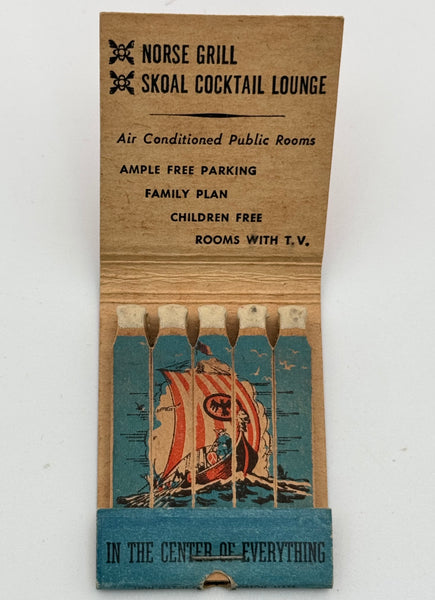 NORSE GRILL
SKOAL COCKTAIL LOUNGE
Air Conditioned Public Rooms
AMPLE FREE PARKING
FAMILY PLAN
CHILDREN FREE
ROOMS WITH T.V.
IN THE CENTER OF EVERYTHING